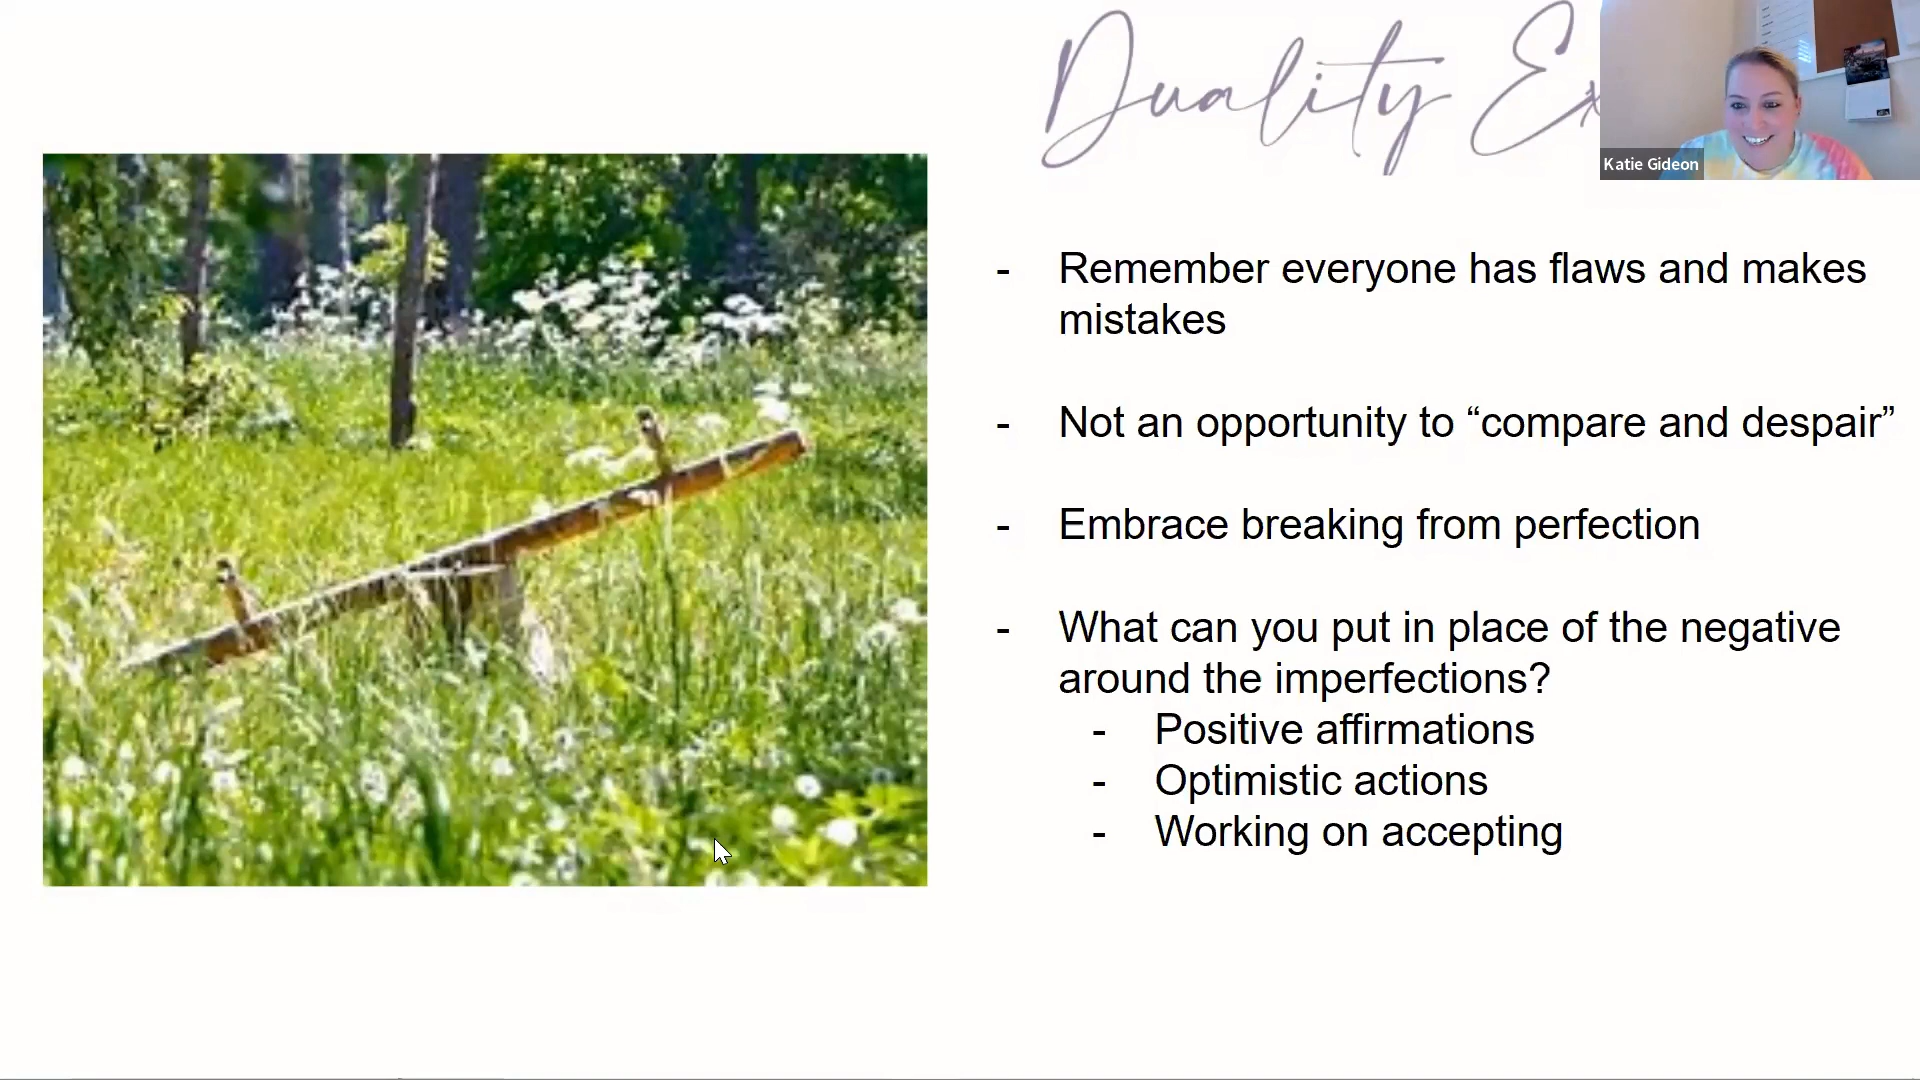 Duality
Katie Gideon
- Remember everyone has flaws and makes
mistakes
- Not an opportunity to “compare and despair”
- Embrace breaking from perfection
- What can you put in place of the negative
around the imperfections?
- Positive affirmations
- Optimistic actions
- Working on accepting